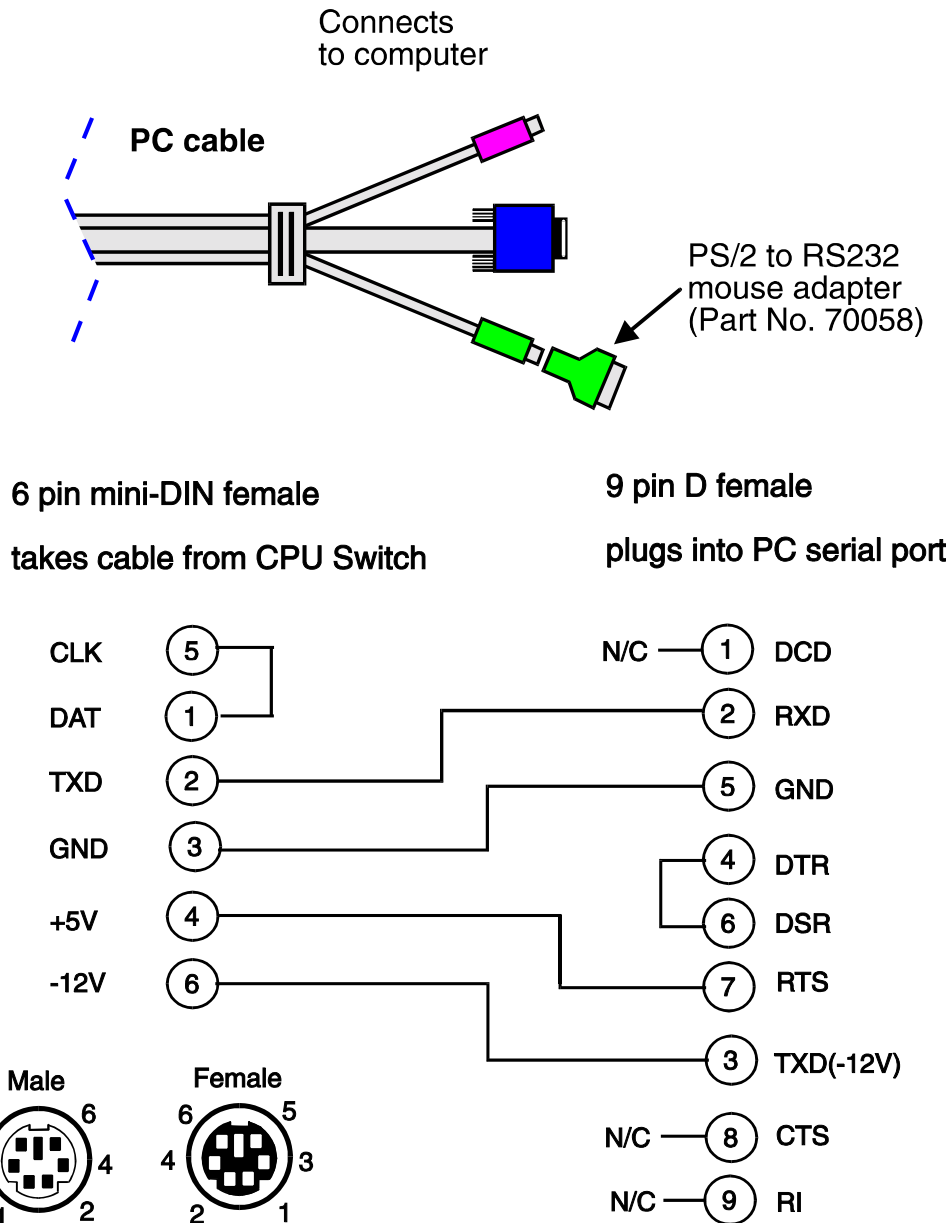 Connects
to computer
PC cable
PS/2 to RS232
mouse adapter
(Part No. 70058)
6 pin mini-DIN female
takes cable from CPU Switch
9 pin D female
plugs into PC serial port
CLK 5
DAT 1
TXD 2
GND 3
+5V 4
-12V 6
N/C 1 DCD
2 RXD
5 GND
4 DTR
6 DSR
7 RTS
3 TXD(-12V)
N/C 8 CTS
N/C 9 RI
Male
6
4
2
Female
6 5
4 3
2 1